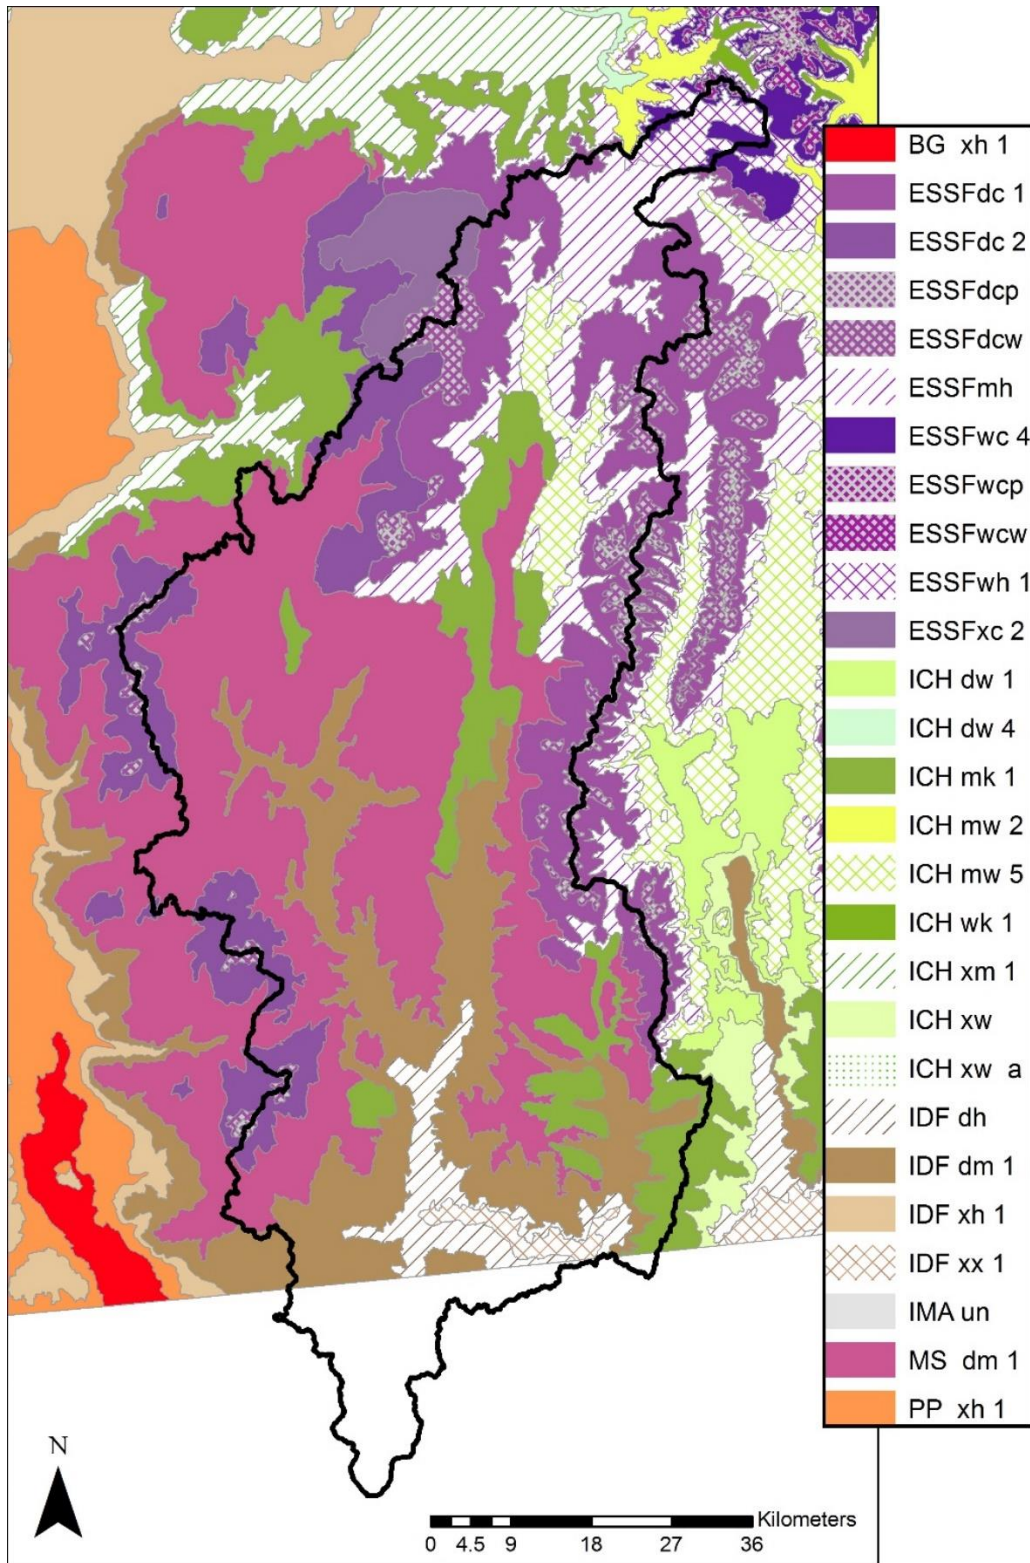 BG xh 1
ESSFdc 1
ESSFdc 2
ESSFdcp
ESSFdcw
ESSFmh
ESSFwc 4
ESSFwcp
ESSFwcw
ESSFwh 1
ESSFxc 2
ICH dw 1
ICH dw 4
ICH mk 1
ICH mw 2
ICH mw 5
ICH wk 1
ICH xm 1
ICH xw
ICH xw a
IDF dh
IDF dm 1
IDF xh 1
IDF xx 1
IMA un
MS dm 1
PP xh 1
N
Kilometers
0 4.5 9 18 27 36